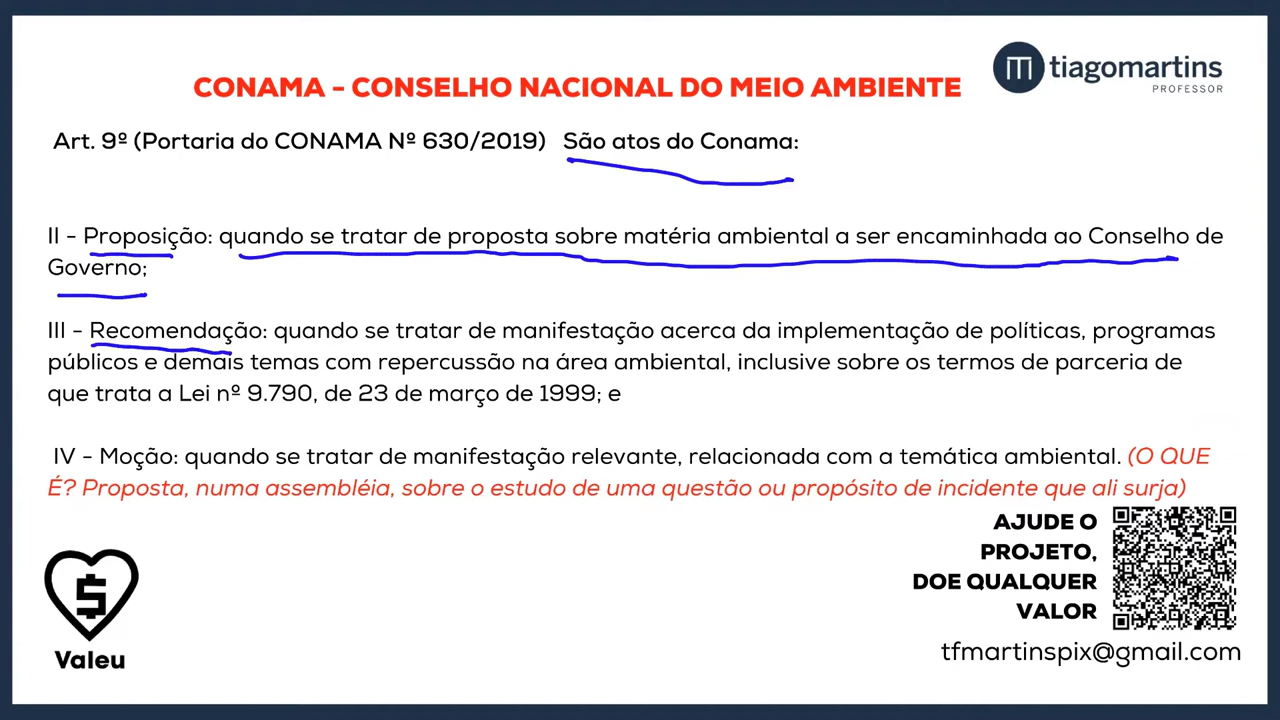 tiagomartins
PROFESSOR
CONAMA - CONSELHO NACIONAL DO MEIO AMBIENTE
Art. 9º (Portaria do CONAMA Nº 630/2019) São atos do Conama:
II - Proposição: quando se tratar de proposta sobre matéria ambiental a ser encaminhada ao Conselho de
Governo;
III - Recomendação: quando se tratar de manifestação acerca da implementação de políticas, programas
públicos e demais temas com repercussão na área ambiental, inclusive sobre os termos de parceria de
que trata a Lei nº 9.790, de 23 de março de 1999; e
IV - Moção: quando se tratar de manifestação relevante, relacionada com a temática ambiental. (O QUE
É? Proposta, numa assembléia, sobre o estudo de uma questão ou propósito de incidente que ali surja)
AJUDE O
PROJETO,
DOE QUALQUER
VALOR
$
Valeu
tfmartinspix@gmail.com